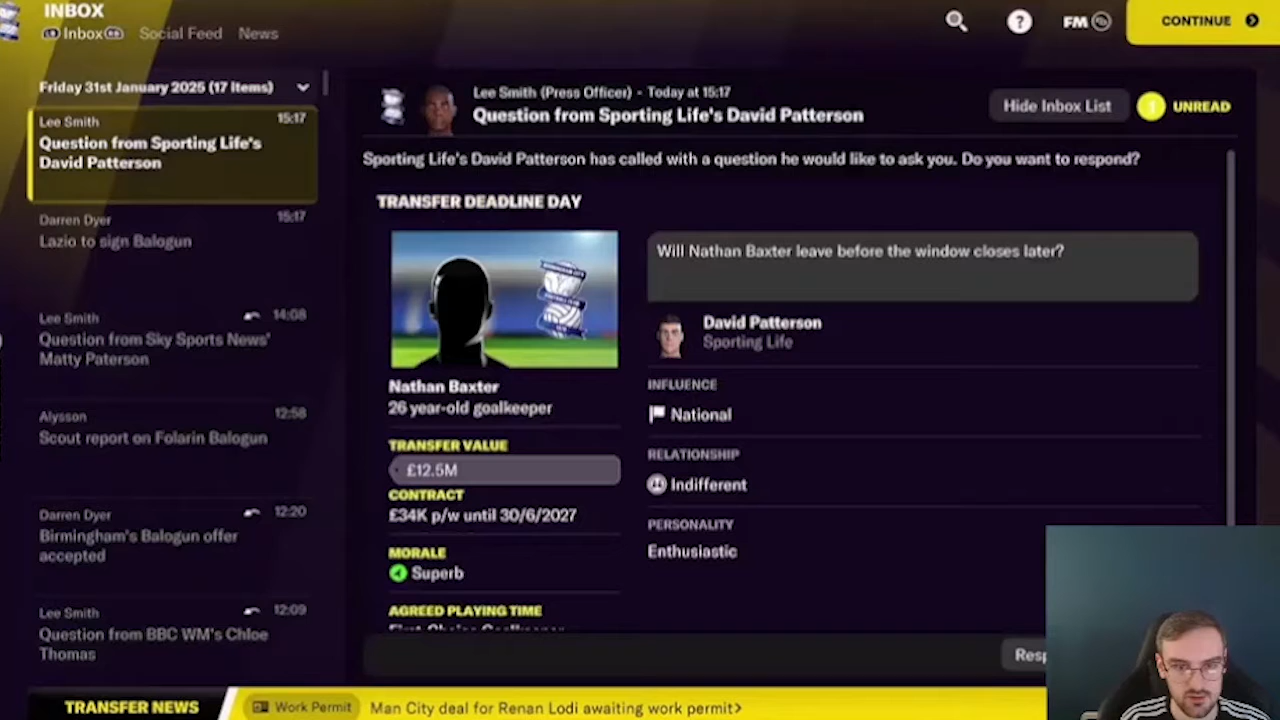 INBOX
Inbox
Social Feed
News
FM
CONTINUE
Friday 31st January 2025 (17 Items)
Lee Smith
15:17
Question from Sporting Life's
David Patterson
Darren Dyer
15:17
Lazio to sign Balogun
Lee Smith
14:08
Question from Sky Sports News'
Matty Paterson
Alysson
12:58
Scout report on Folarin Balogun
Darren Dyer
12:20
Birmingham's Balogun offer
accepted
Lee Smith
12:09
Question from BBC WM's Chloe
Thomas
Lee Smith (Press Officer) - Today at 15:17
Question from Sporting Life's David Patterson
Hide Inbox List
1 UNREAD
Sporting Life's David Patterson has called with a question he would like to ask you. Do you want to respond?
TRANSFER DEADLINE DAY
Nathan Baxter
26 year-old goalkeeper
TRANSFER VALUE
£12.5M
CONTRACT
£34K p/w until 30/6/2027
MORALE
Superb
AGREED PLAYING TIME
First-Choice Goalkeeper
Will Nathan Baxter leave before the window closes later?
David Patterson
Sporting Life
INFLUENCE
National
RELATIONSHIP
Indifferent
PERSONALITY
Enthusiastic
Resp
TRANSFER NEWS
Work Permit
Man City deal for Renan Lodi awaiting work permit>